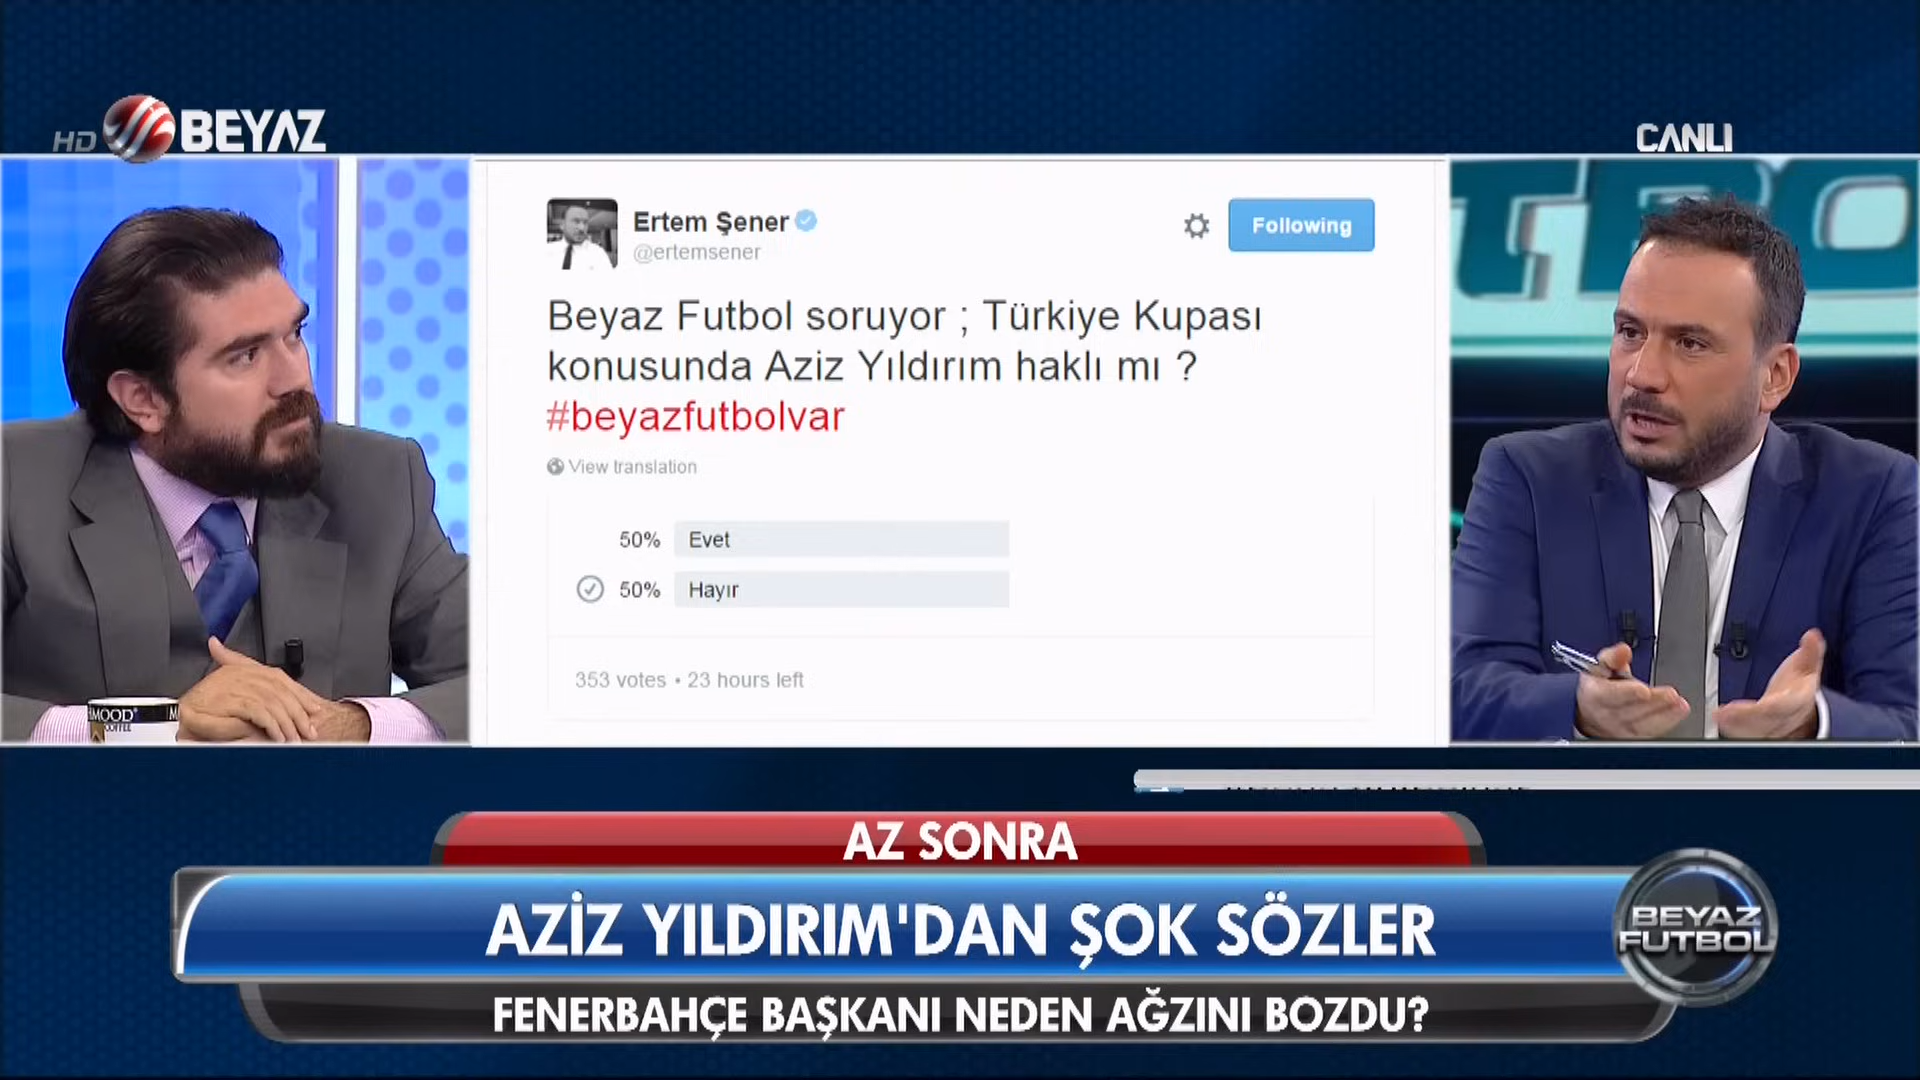 HD BEYAZ
CANLI
Ertem Şener
@ertemsener
Following
Beyaz Futbol soruyor ; Türkiye Kupası
konusunda Aziz Yıldırım haklı mı ?
#beyazfutbolvar
View translation
50% Evet
50% Hayır
353 votes • 23 hours left
MOOD
COFFEE
AZ SONRA
AZİZ YILDIRIM'DAN ŞOK SÖZLER
BEYAZ
FUTBOL
FENERBAHÇE BAŞKANI NEDEN AĞZINI BOZDU?